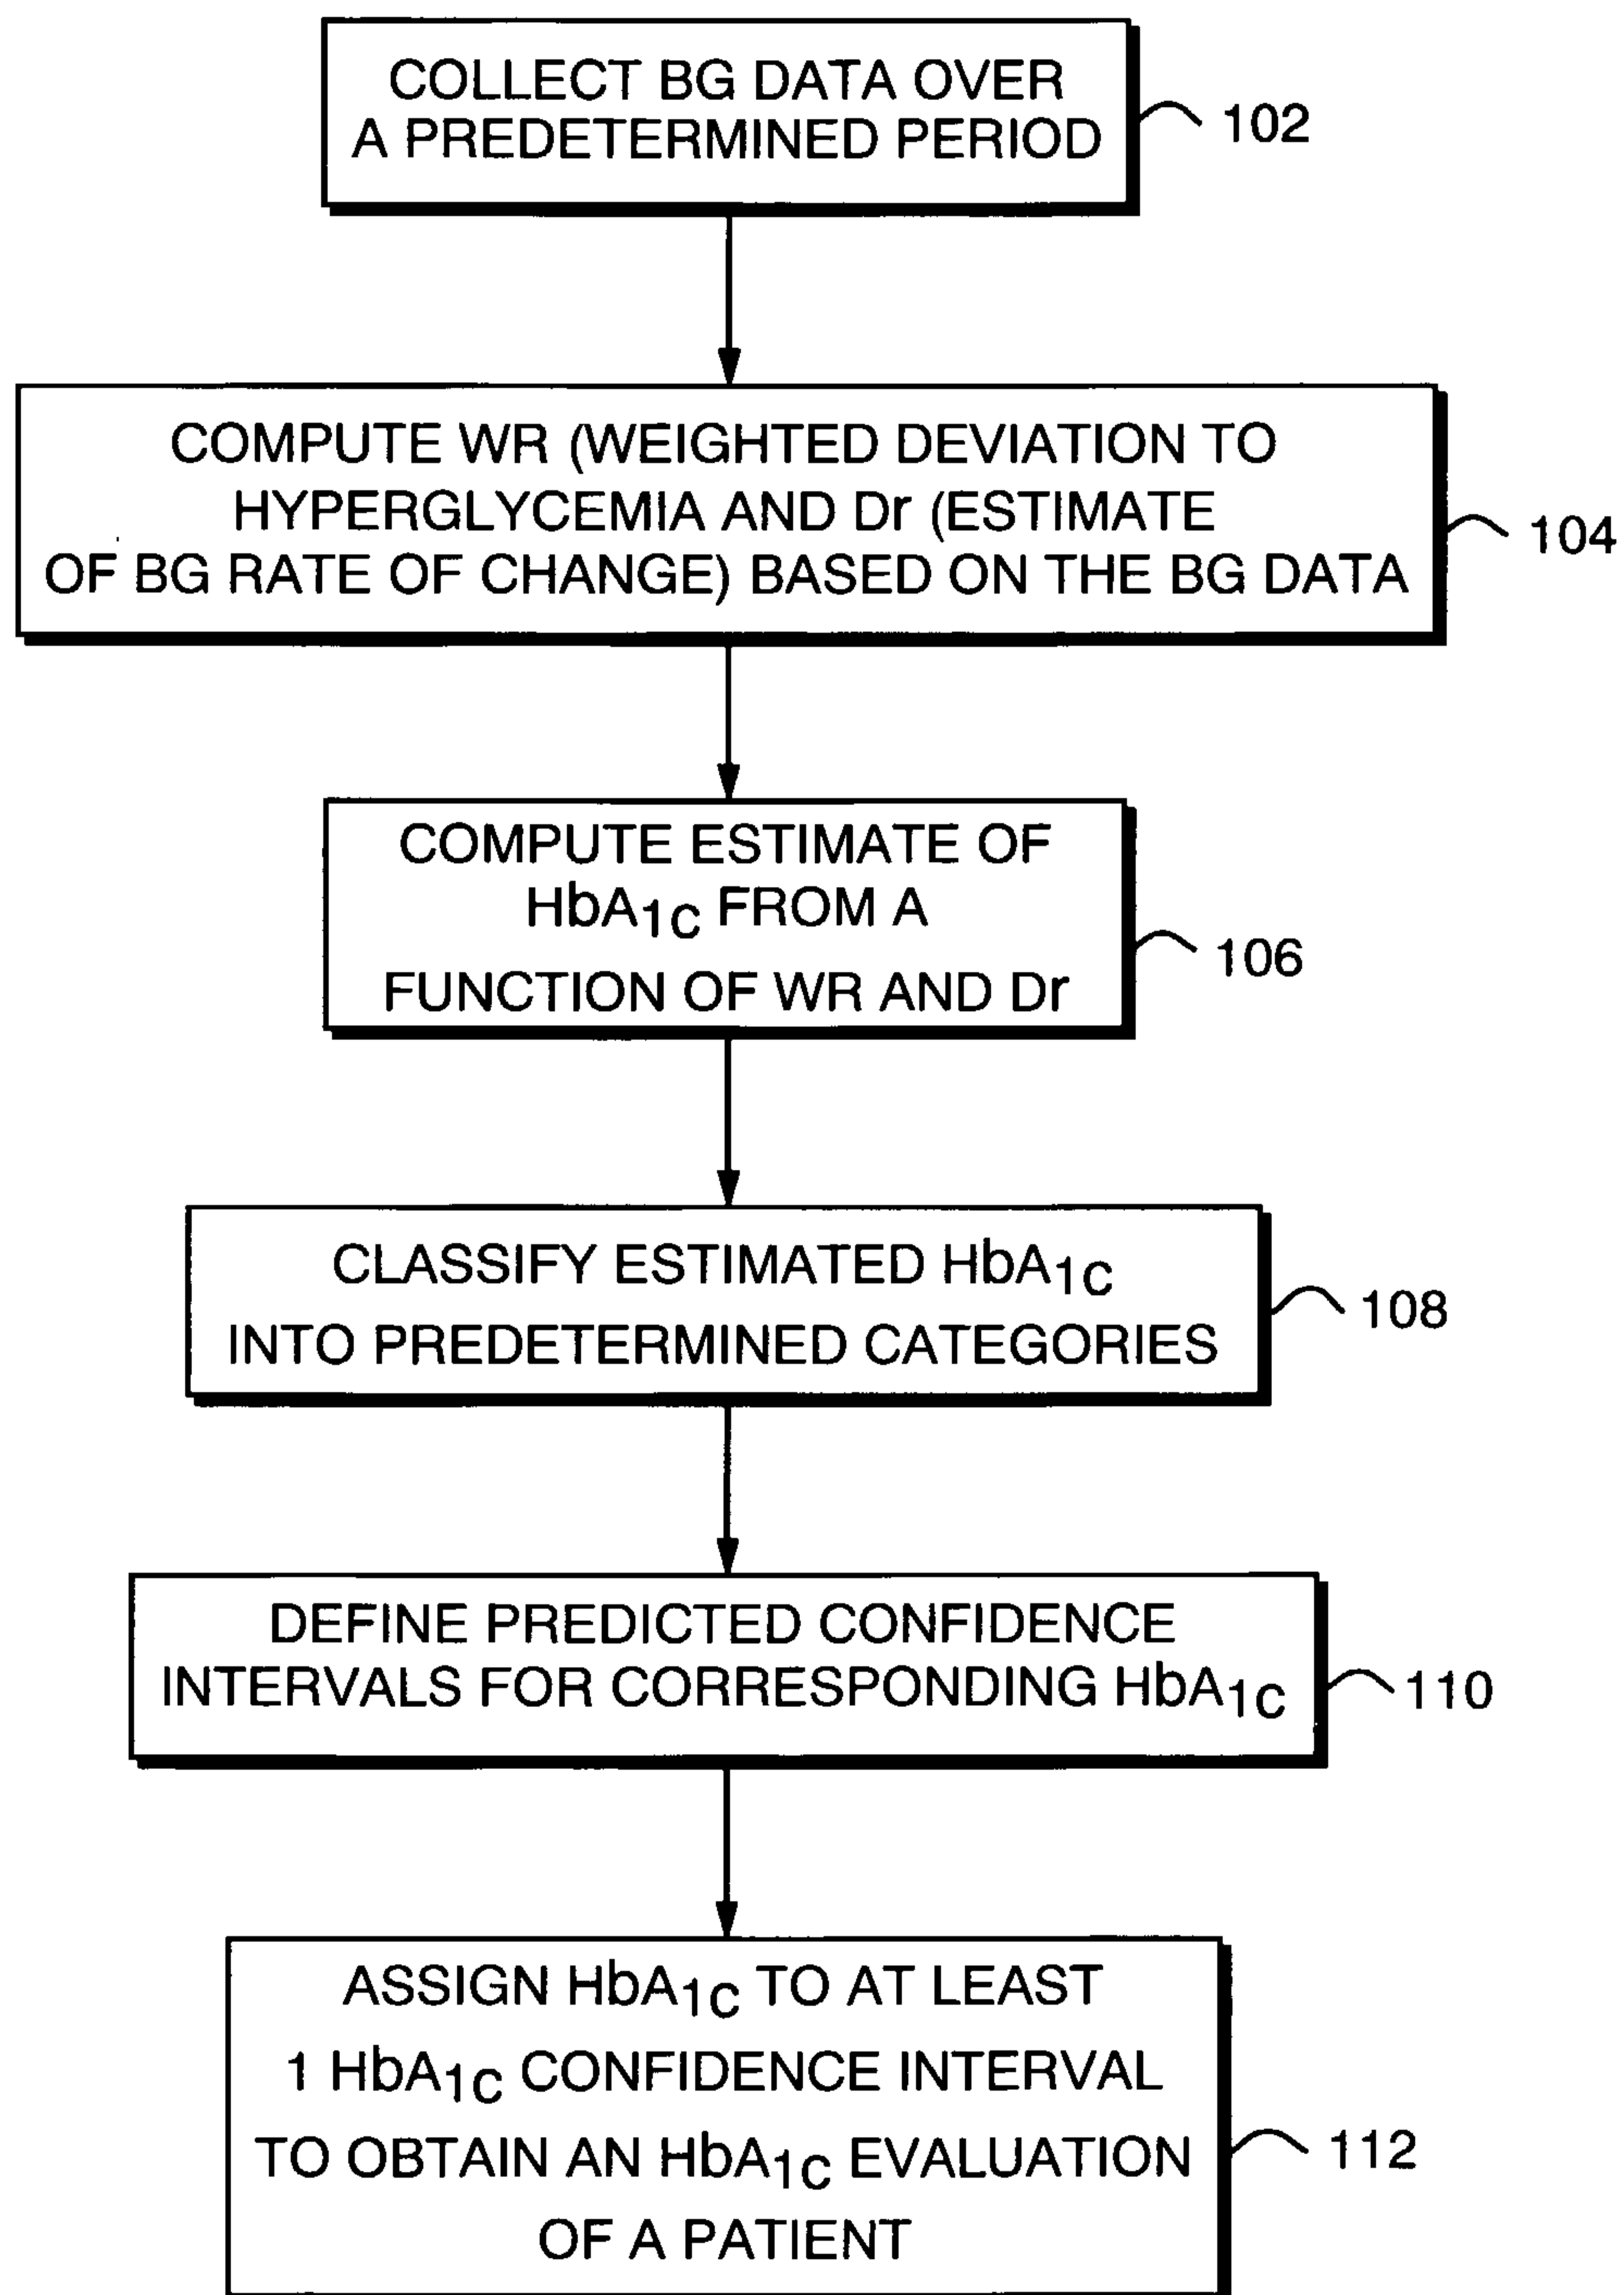 COLLECT BG DATA OVER
A PREDETERMINED PERIOD
102
COMPUTE WR (WEIGHTED DEVIATION TO
HYPERGLYCEMIA AND Dr (ESTIMATE
OF BG RATE OF CHANGE) BASED ON THE BG DATA
104
COMPUTE ESTIMATE OF
HbA1c FROM A
FUNCTION OF WR AND Dr
106
CLASSIFY ESTIMATED HbA1c
INTO PREDETERMINED CATEGORIES
108
DEFINE PREDICTED CONFIDENCE
INTERVALS FOR CORRESPONDING HbA1c
110
ASSIGN HbA1c TO AT LEAST
1 HbA1c CONFIDENCE INTERVAL
TO OBTAIN AN HbA1c EVALUATION
OF A PATIENT
112